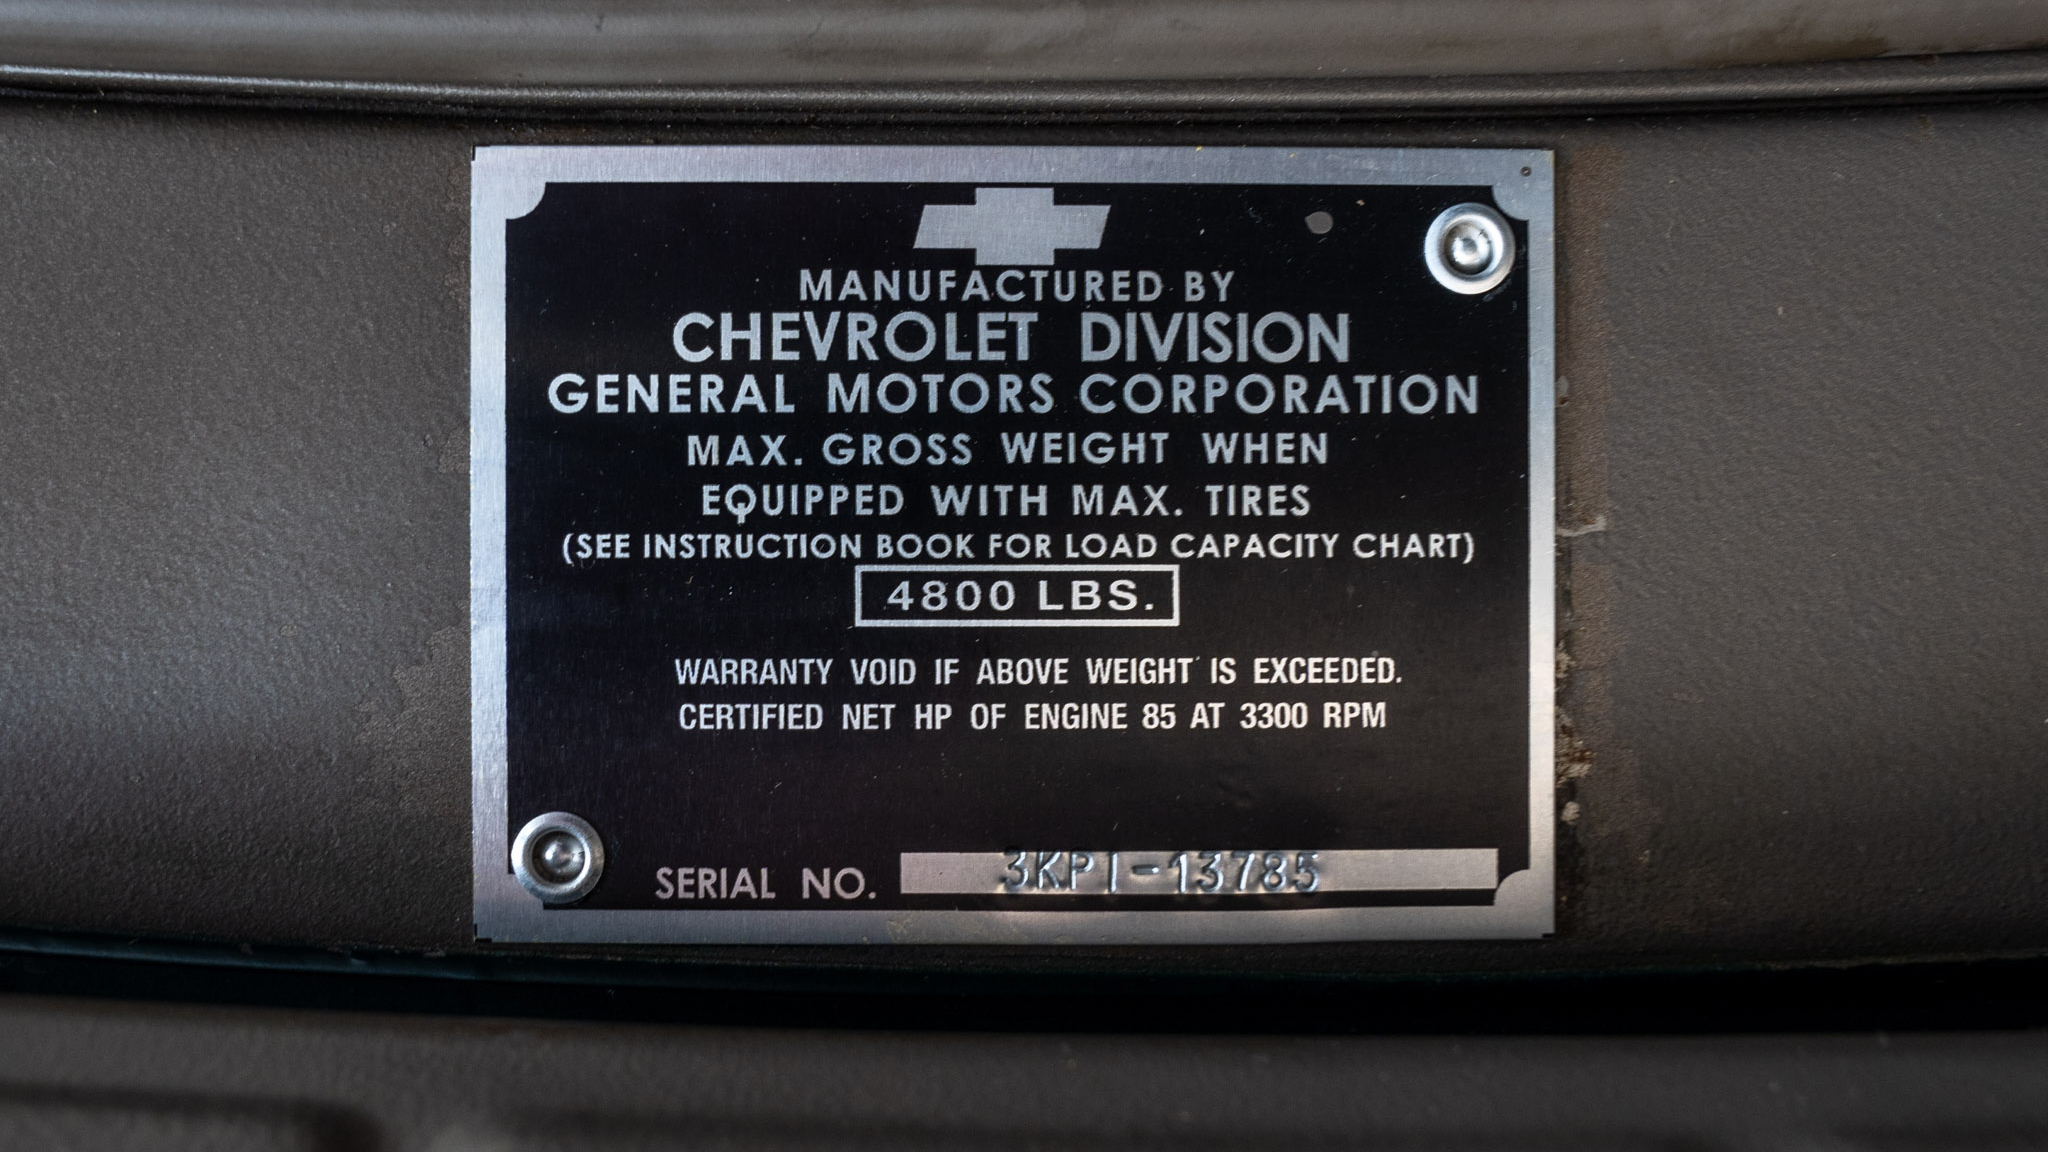 MANUFACTURED BY
CHEVROLET DIVISION
GENERAL MOTORS CORPORATION
MAX. GROSS WEIGHT WHEN
EQUIPPED WITH MAX. TIRES
(SEE INSTRUCTION BOOK FOR LOAD CAPACITY CHART)
4800 LBS.
WARRANTY VOID IF ABOVE WEIGHT IS EXCEEDED.
CERTIFIED NET HP OF ENGINE 85 AT 3300 RPM
SERIAL NO. 3KPI-13785